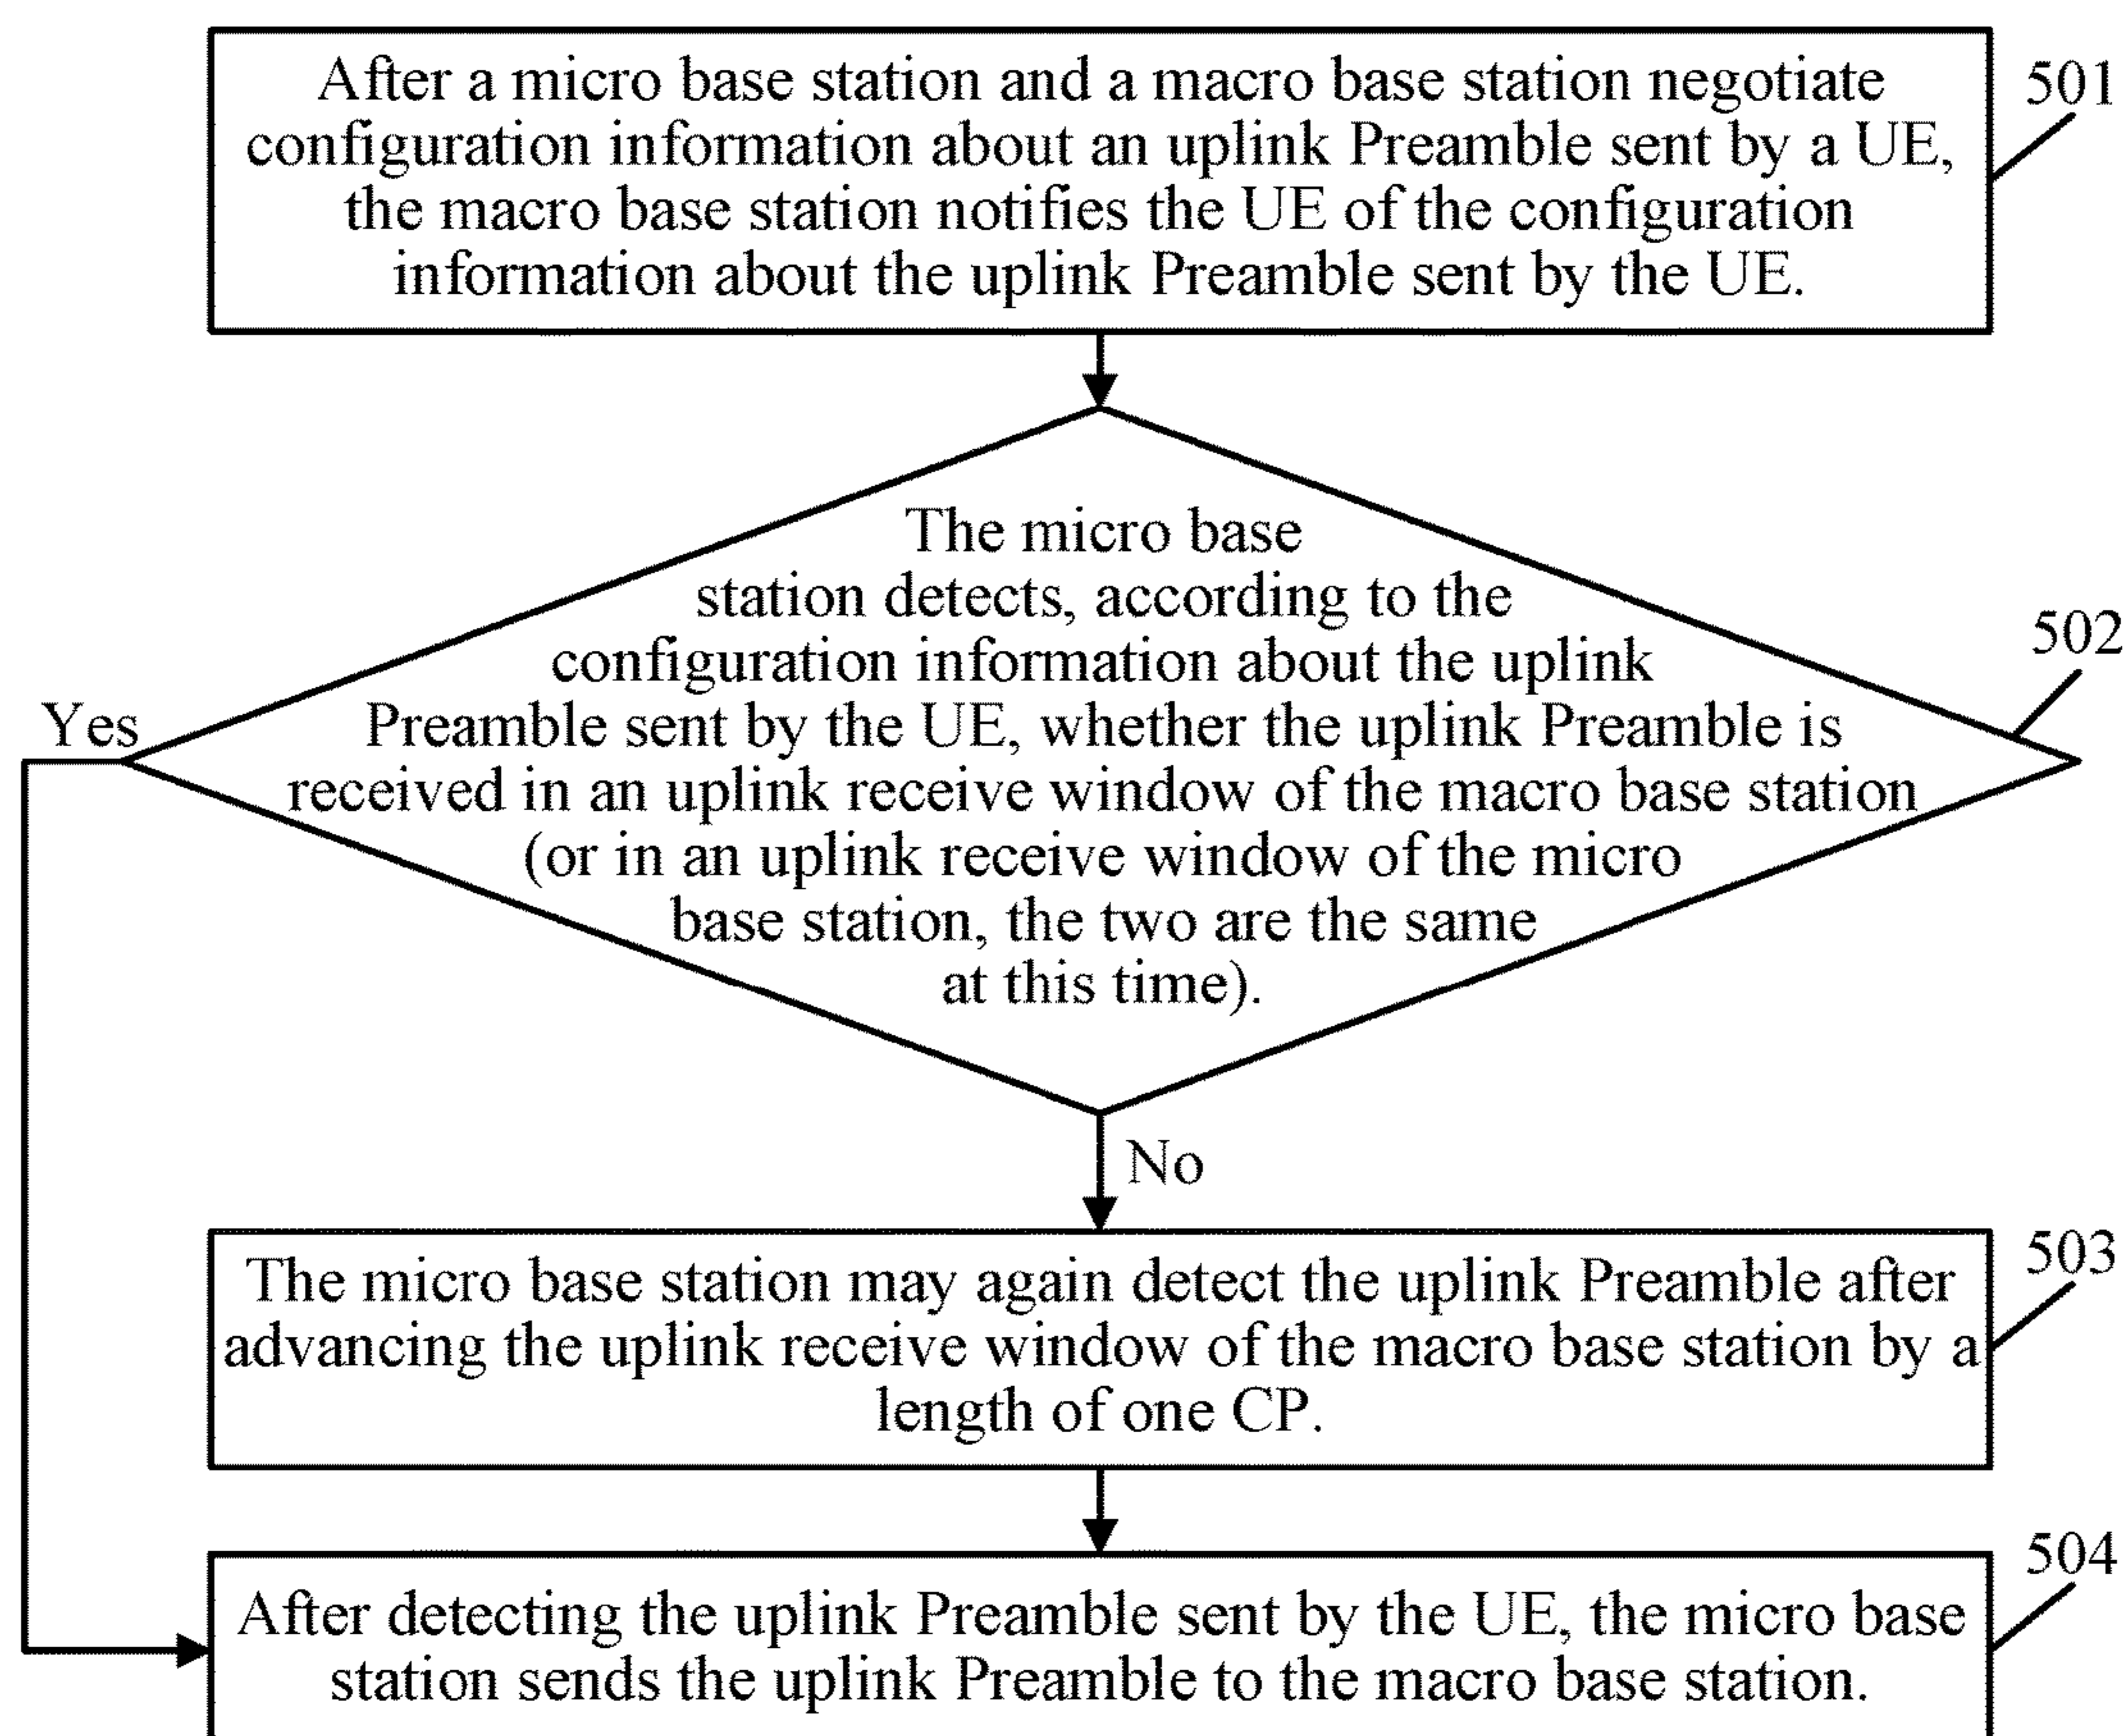 After a micro base station and a macro base station negotiate
configuration information about an uplink Preamble sent by a UE,
the macro base station notifies the UE of the configuration
information about the uplink Preamble sent by the UE.
501
The micro base
station detects, according to the
configuration information about the uplink
Preamble sent by the UE, whether the uplink Preamble is
received in an uplink receive window of the macro base station
(or in an uplink receive window of the micro
base station, the two are the same
at this time).
502
Yes
No
The micro base station may again detect the uplink Preamble after
advancing the uplink receive window of the macro base station by a
length of one CP.
503
After detecting the uplink Preamble sent by the UE, the micro base
station sends the uplink Preamble to the macro base station.
504